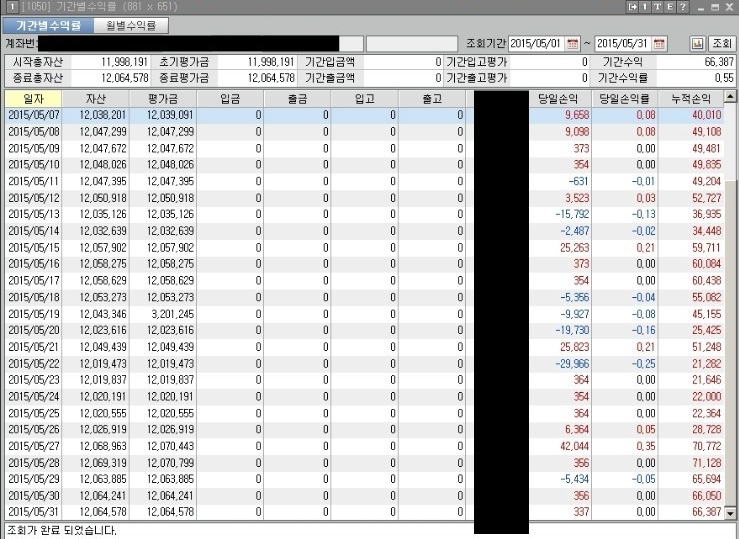 [1050] 기간별수익률 (881 x 651)
기간별수익률 월별수익률
계좌번 조회기간 2015/05/01 ~ 2015/05/31 조회
시작총자산 11,998,191 초기평가금 11,998,191 기간입금액 0 기간입고평가 0 기간수익 66,387
종료총자산 12,064,578 종료평가금 12,064,578 기간출금액 0 기간출고평가 0 기간수익률 0,55
일자 자산 평가금 입금 출금 입고 출고 당일손익 당일손익률 누적손익
2015/05/07 12,038,201 12,039,091 0 0 0 0 9,658 0,08 40,010
2015/05/08 12,047,299 12,047,299 0 0 0 0 9,098 0,08 49,108
2015/05/09 12,047,672 12,047,672 0 0 0 0 373 0,00 49,481
2015/05/10 12,048,026 12,048,026 0 0 0 0 354 0,00 49,835
2015/05/11 12,047,395 12,047,395 0 0 0 0 -631 -0,01 49,204
2015/05/12 12,050,918 12,050,918 0 0 0 0 3,523 0,03 52,727
2015/05/13 12,035,126 12,035,126 0 0 0 0 -15,792 -0,13 36,935
2015/05/14 12,032,639 12,032,639 0 0 0 0 -2,487 -0,02 34,448
2015/05/15 12,057,902 12,057,902 0 0 0 0 25,263 0,21 59,711
2015/05/16 12,058,275 12,058,275 0 0 0 0 373 0,00 60,084
2015/05/17 12,058,629 12,058,629 0 0 0 0 354 0,00 60,438
2015/05/18 12,053,273 12,053,273 0 0 0 0 -5,356 -0,04 55,082
2015/05/19 12,043,346 3,201,245 0 0 0 0 -9,927 -0,08 45,155
2015/05/20 12,023,616 12,023,616 0 0 0 0 -19,730 -0,16 25,425
2015/05/21 12,049,439 12,049,439 0 0 0 0 25,823 0,21 51,248
2015/05/22 12,019,473 12,019,473 0 0 0 0 -29,966 -0,25 21,282
2015/05/23 12,019,837 12,019,837 0 0 0 0 364 0,00 21,646
2015/05/24 12,020,191 12,020,191 0 0 0 0 354 0,00 22,000
2015/05/25 12,020,555 12,020,555 0 0 0 0 364 0,00 22,364
2015/05/26 12,026,919 12,026,919 0 0 0 0 6,364 0,05 28,728
2015/05/27 12,068,963 12,070,443 0 0 0 0 42,044 0,35 70,772
2015/05/28 12,069,319 12,070,799 0 0 0 0 356 0,00 71,128
2015/05/29 12,063,885 12,063,885 0 0 0 0 -5,434 -0,05 65,694
2015/05/30 12,064,241 12,064,241 0 0 0 0 356 0,00 66,050
2015/05/31 12,064,578 12,064,578 0 0 0 0 337 0,00 66,387
조회가 완료 되었습니다.